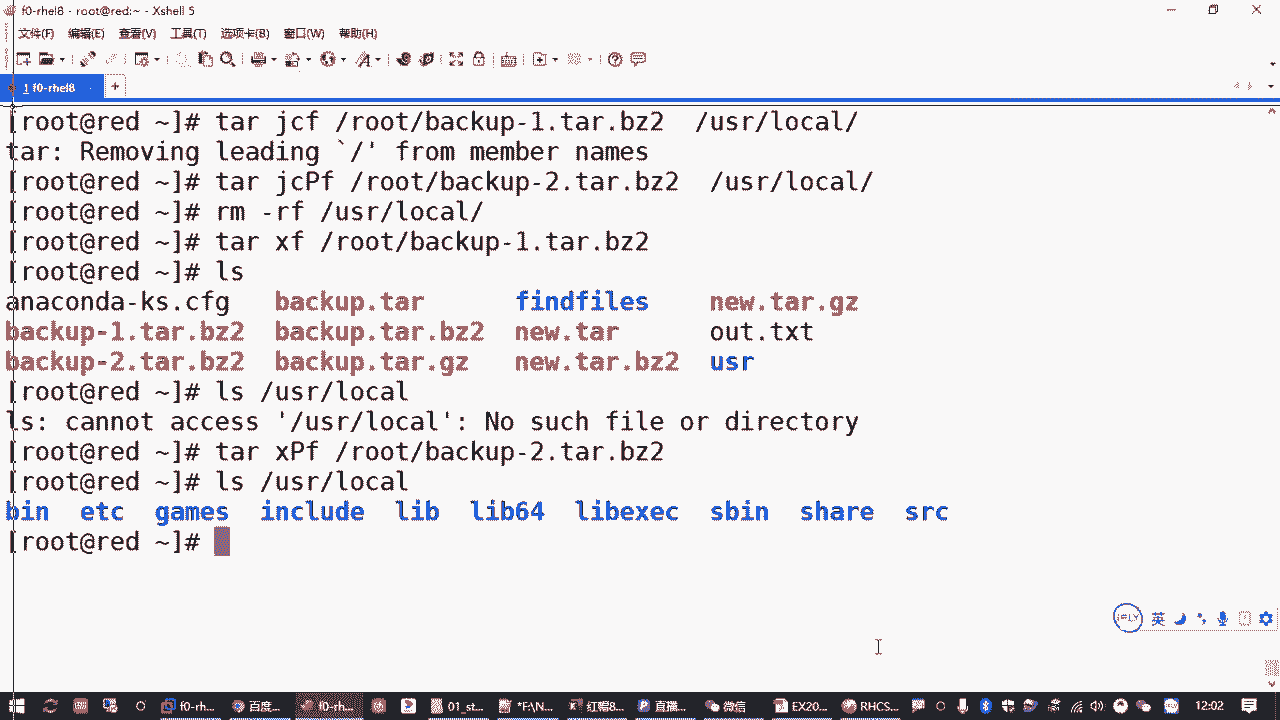 f0-rhel8 - root@red:~ - Xshell 5
文件(F) 编辑(E) 查看(V) 工具(T) 选项卡(B) 窗口(W) 帮助(H)
1 f0-rhel8
[root@red ~]# tar jcf /root/backup-1.tar.bz2  /usr/local/
tar: Removing leading `/' from member names
[root@red ~]# tar jcPf /root/backup-2.tar.bz2  /usr/local/
[root@red ~]# rm -rf /usr/local/
[root@red ~]# tar xf /root/backup-1.tar.bz2
[root@red ~]# ls
anaconda-ks.cfg   backup.tar      findfiles    new.tar.gz
backup-1.tar.bz2  backup.tar.bz2  new.tar      out.txt
backup-2.tar.bz2  backup.tar.gz   new.tar.bz2  usr
[root@red ~]# ls /usr/local
ls: cannot access '/usr/local': No such file or directory
[root@red ~]# tar xPf /root/backup-2.tar.bz2
[root@red ~]# ls /usr/local
bin  etc  games  include  lib  lib64  libexec  sbin  share  src
[root@red ~]#
英
f0-rh... 百度... f0-rh... 01_st... *F:\N... 红帽8... 直播... 微信 EX20... RHCS... 12:02